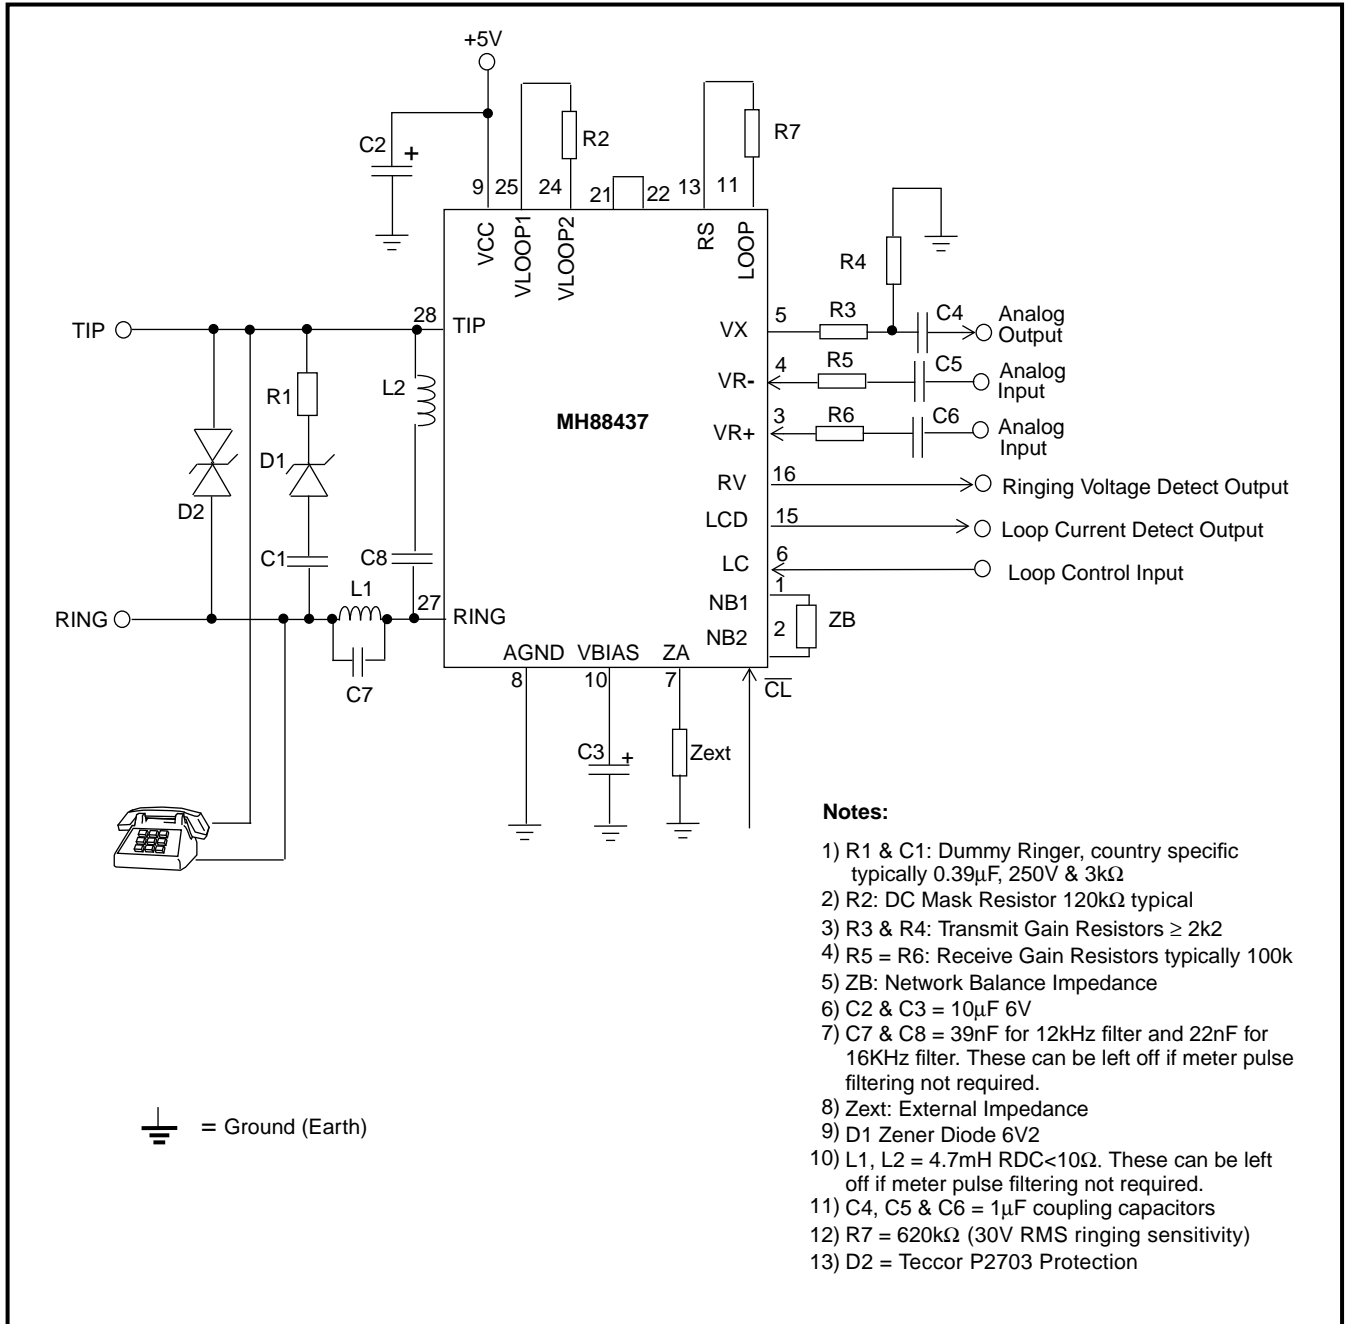 +5V
C2
+
R2
R7
9
25
24
21
22
13
11
VCC
VLOOP1
VLOOP2
RS
LOOP
R4
TIP
28
TIP
VX
5
R3
C4
Analog
Output
R1
L2
VR-
4
R5
C5
Analog
Input
MH88437
VR+
3
R6
C6
Analog
Input
D1
D2
RV
16
Ringing Voltage Detect Output
LCD
15
Loop Current Detect Output
C1
C8
LC
6
Loop Control Input
L1
NB1
1
RING
27
RING
NB2
2
ZB
C7
AGND
VBIAS
ZA
8
10
7
CL
C3
+
Zext
Notes:
1) R1 & C1: Dummy Ringer, country specific
typically 0.39μF, 250V & 3kΩ
2) R2: DC Mask Resistor 120kΩ typical
3) R3 & R4: Transmit Gain Resistors ≥ 2k2
4) R5 = R6: Receive Gain Resistors typically 100k
5) ZB: Network Balance Impedance
6) C2 & C3 = 10μF 6V
7) C7 & C8 = 39nF for 12kHz filter and 22nF for
16KHz filter. These can be left off if meter pulse
filtering not required.
8) Zext: External Impedance
9) D1 Zener Diode 6V2
10) L1, L2 = 4.7mH RDC<10Ω. These can be left
off if meter pulse filtering not required.
11) C4, C5 & C6 = 1μF coupling capacitors
12) R7 = 620kΩ (30V RMS ringing sensitivity)
13) D2 = Teccor P2703 Protection
= Ground (Earth)